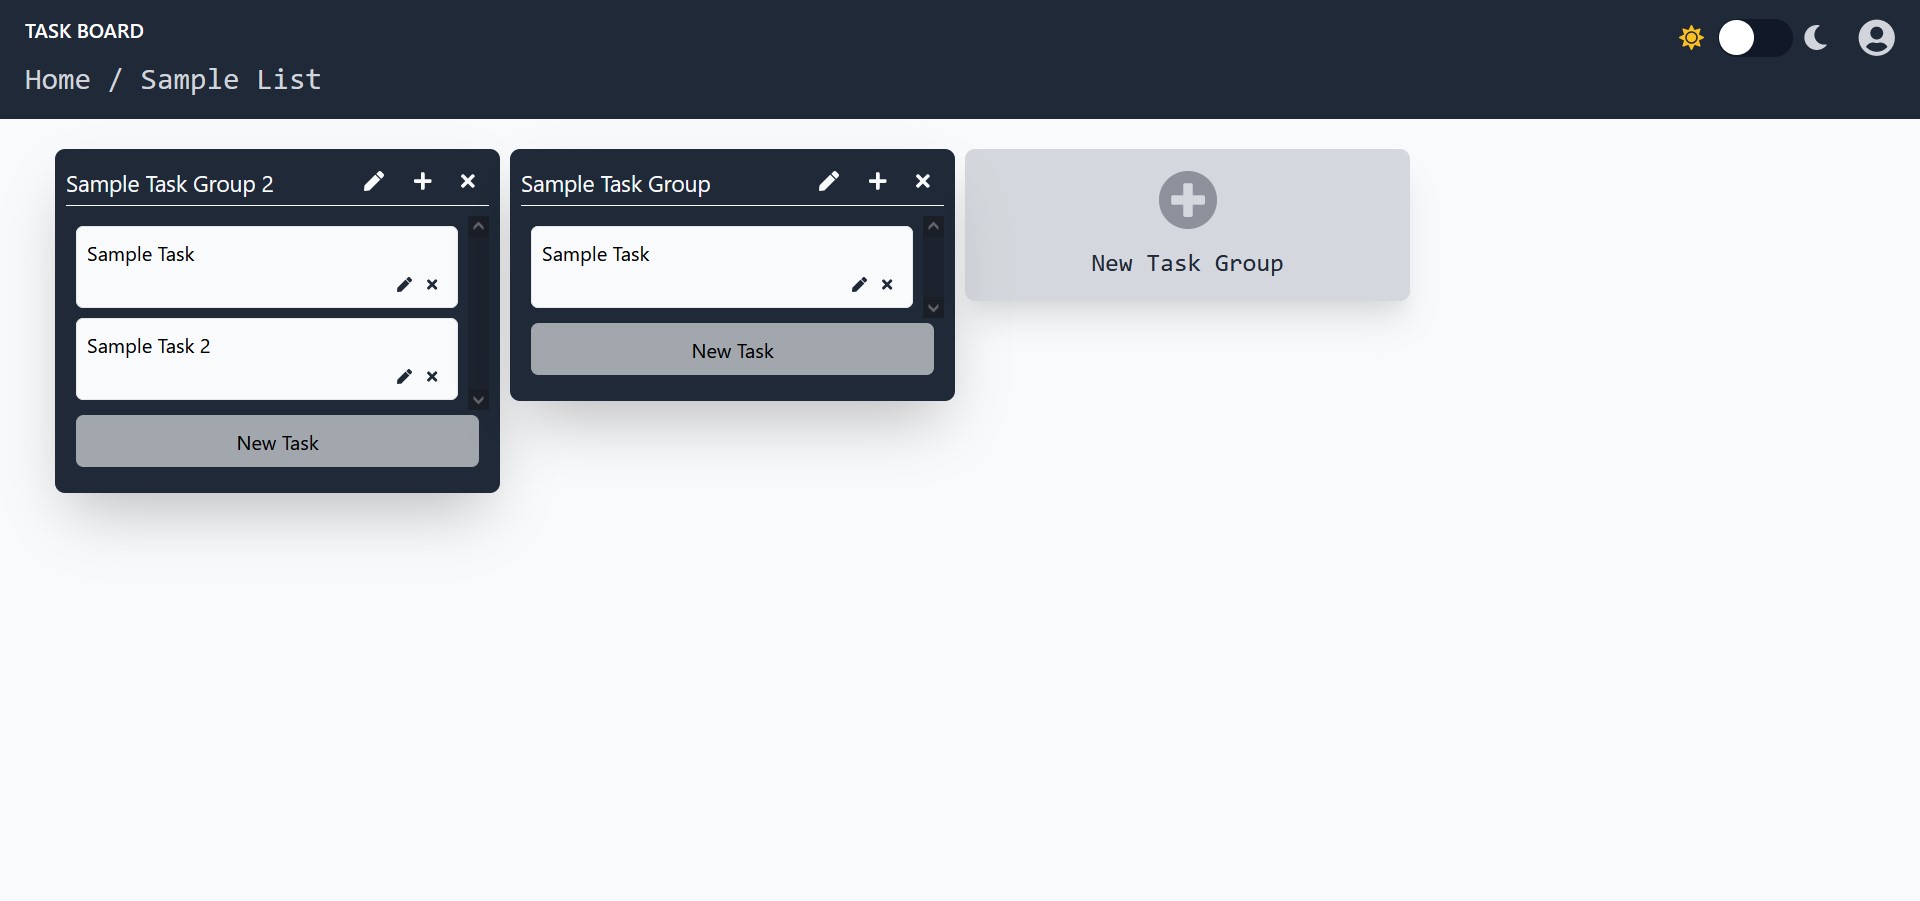 TASK BOARD
Home / Sample List
Sample Task Group 2
Sample Task
Sample Task 2
New Task
Sample Task Group
Sample Task
New Task
New Task Group